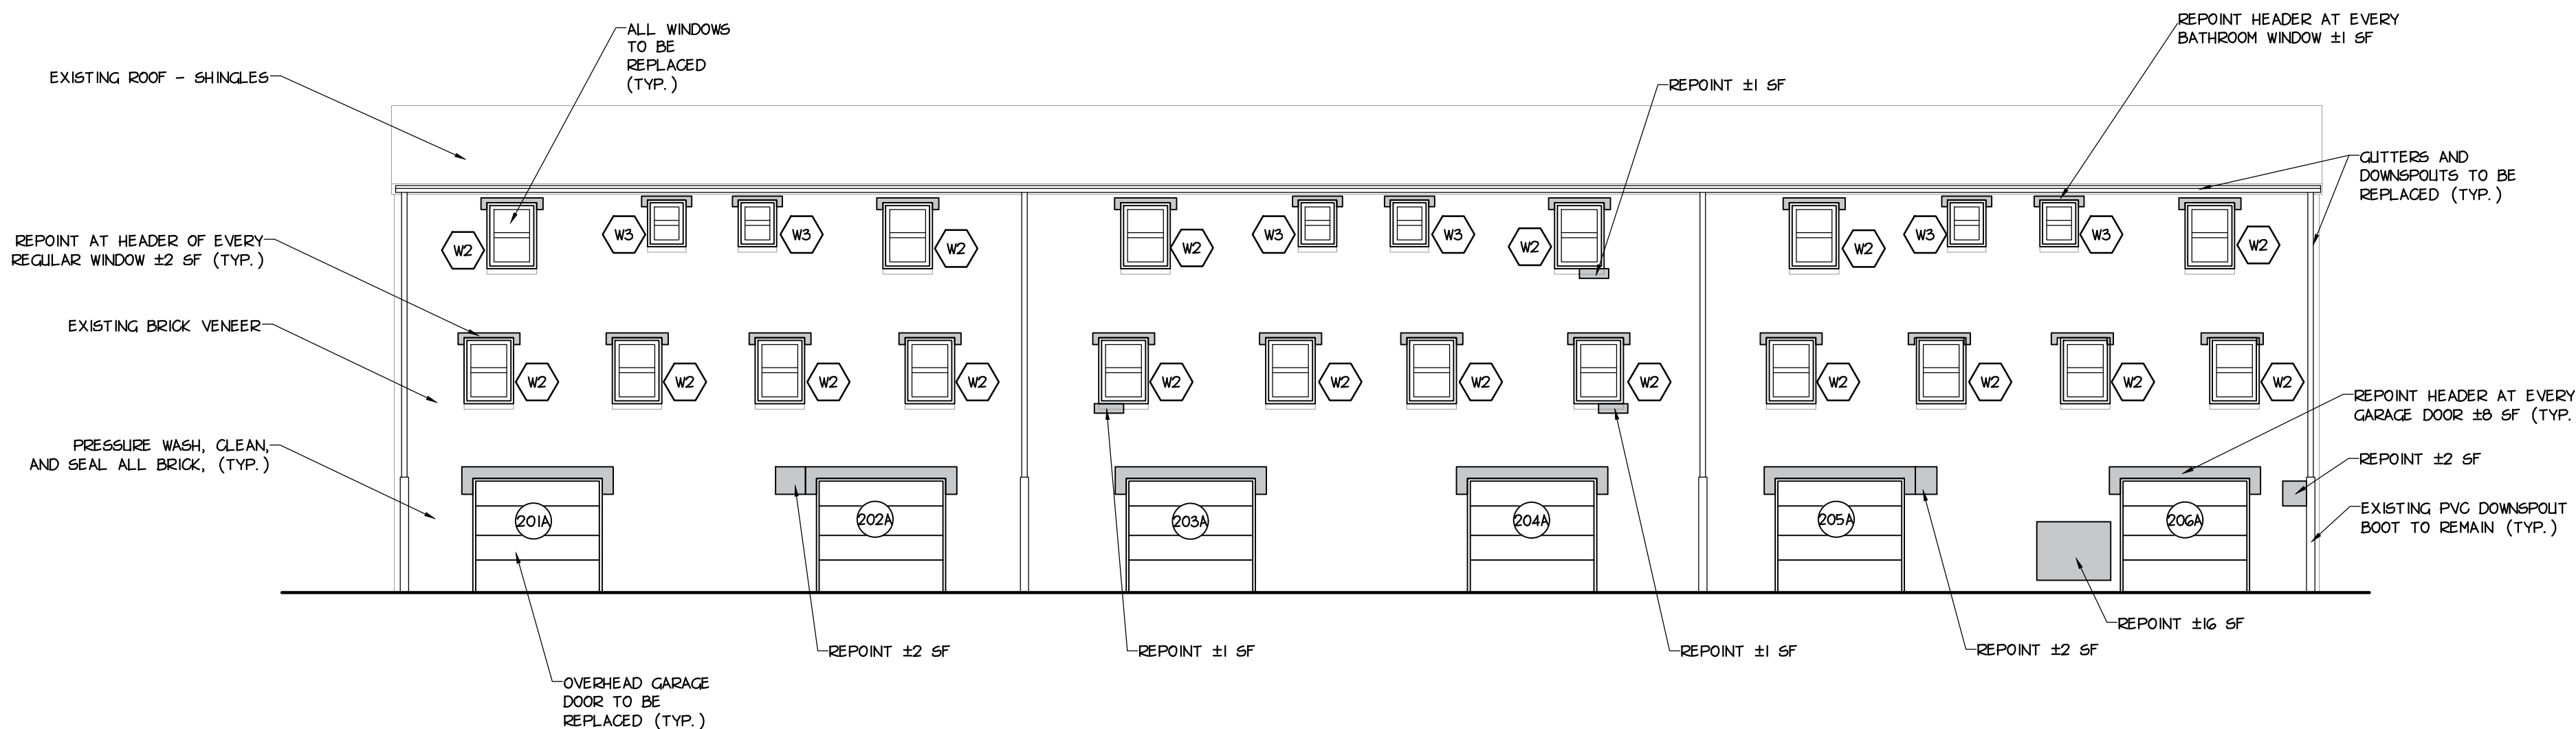 ALL WINDOWS
TO BE
REPLACED
(TYP.)
REPOINT HEADER AT EVERY
BATHROOM WINDOW ±1 SF
EXISTING ROOF - SHINGLES
REPOINT ±1 SF
GUTTERS AND
DOWNSPOUTS TO BE
REPLACED (TYP.)
REPOINT AT HEADER OF EVERY
REGULAR WINDOW ±2 SF (TYP.)
W2 W3 W3 W2 W2 W3 W3 W2 W2 W3 W3 W2
EXISTING BRICK VENEER
W2 W2 W2 W2 W2 W2 W2 W2 W2 W2 W2 W2
REPOINT HEADER AT EVERY
GARAGE DOOR ±8 SF (TYP.
PRESSURE WASH, CLEAN,
AND SEAL ALL BRICK, (TYP.)
REPOINT ±2 SF
201A 202A 203A 204A 205A 206A
EXISTING PVC DOWNSPOUT
BOOT TO REMAIN (TYP.)
REPOINT ±16 SF
REPOINT ±2 SF
REPOINT ±1 SF
REPOINT ±1 SF
REPOINT ±2 SF
OVERHEAD GARAGE
DOOR TO BE
REPLACED (TYP.)